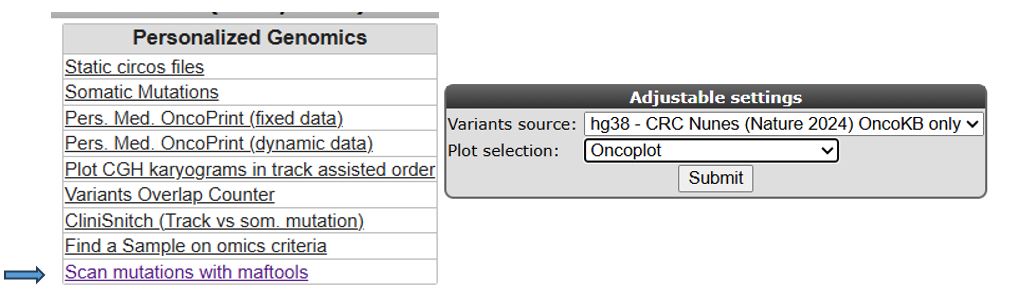 Personalized Genomics
Static circos files
Somatic Mutations
Pers. Med. OncoPrint (fixed data)
Pers. Med. OncoPrint (dynamic data)
Plot CGH karyograms in track assisted order
Variants Overlap Counter
CliniSnitch (Track vs som. mutation)
Find a Sample on omics criteria
Scan mutations with maftools
Adjustable settings
Variants source: hg38 - CRC Nunes (Nature 2024) OncoKB only
Plot selection: Oncoplot
Submit